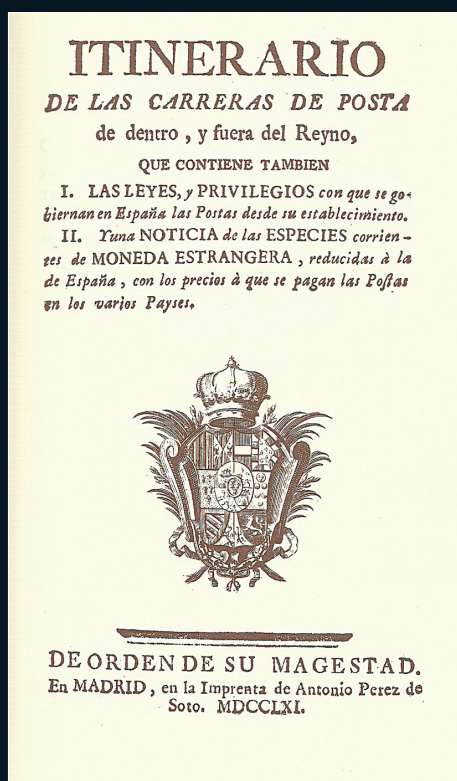 ITINERARIO
DE LAS CARRERAS DE POSTA
de dentro , y fuera del Reyno,
QUE CONTIENE TAMBIEN
I. LAS LEYES, y PRIVILEGIOS con que se go-
biernan en España las Postas desde su establecimiento.
II. Y una NOTICIA de las ESPECIES corrien-
tes de MONEDA ESTRANGERA , reducidas à la
de España , con los precios à que se pagan las Poſtas
en los varios Payses.
DE ORDEN DE SU MAGESTAD.
En MADRID , en la Imprenta de Antonio Perez de
Soto. MDCCLXI.